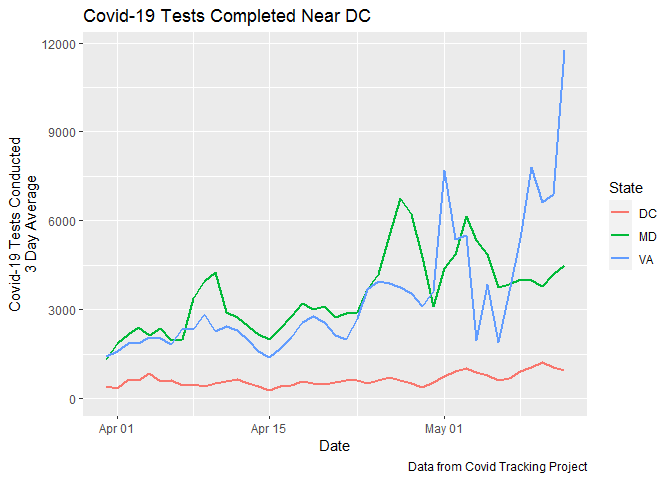 Covid-19 Tests Completed Near DC
Covid-19 Tests Conducted
3 Day Average
12000
9000
6000
3000
0
Apr 01
Apr 15
May 01
Date
State
DC
MD
VA
Data from Covid Tracking Project